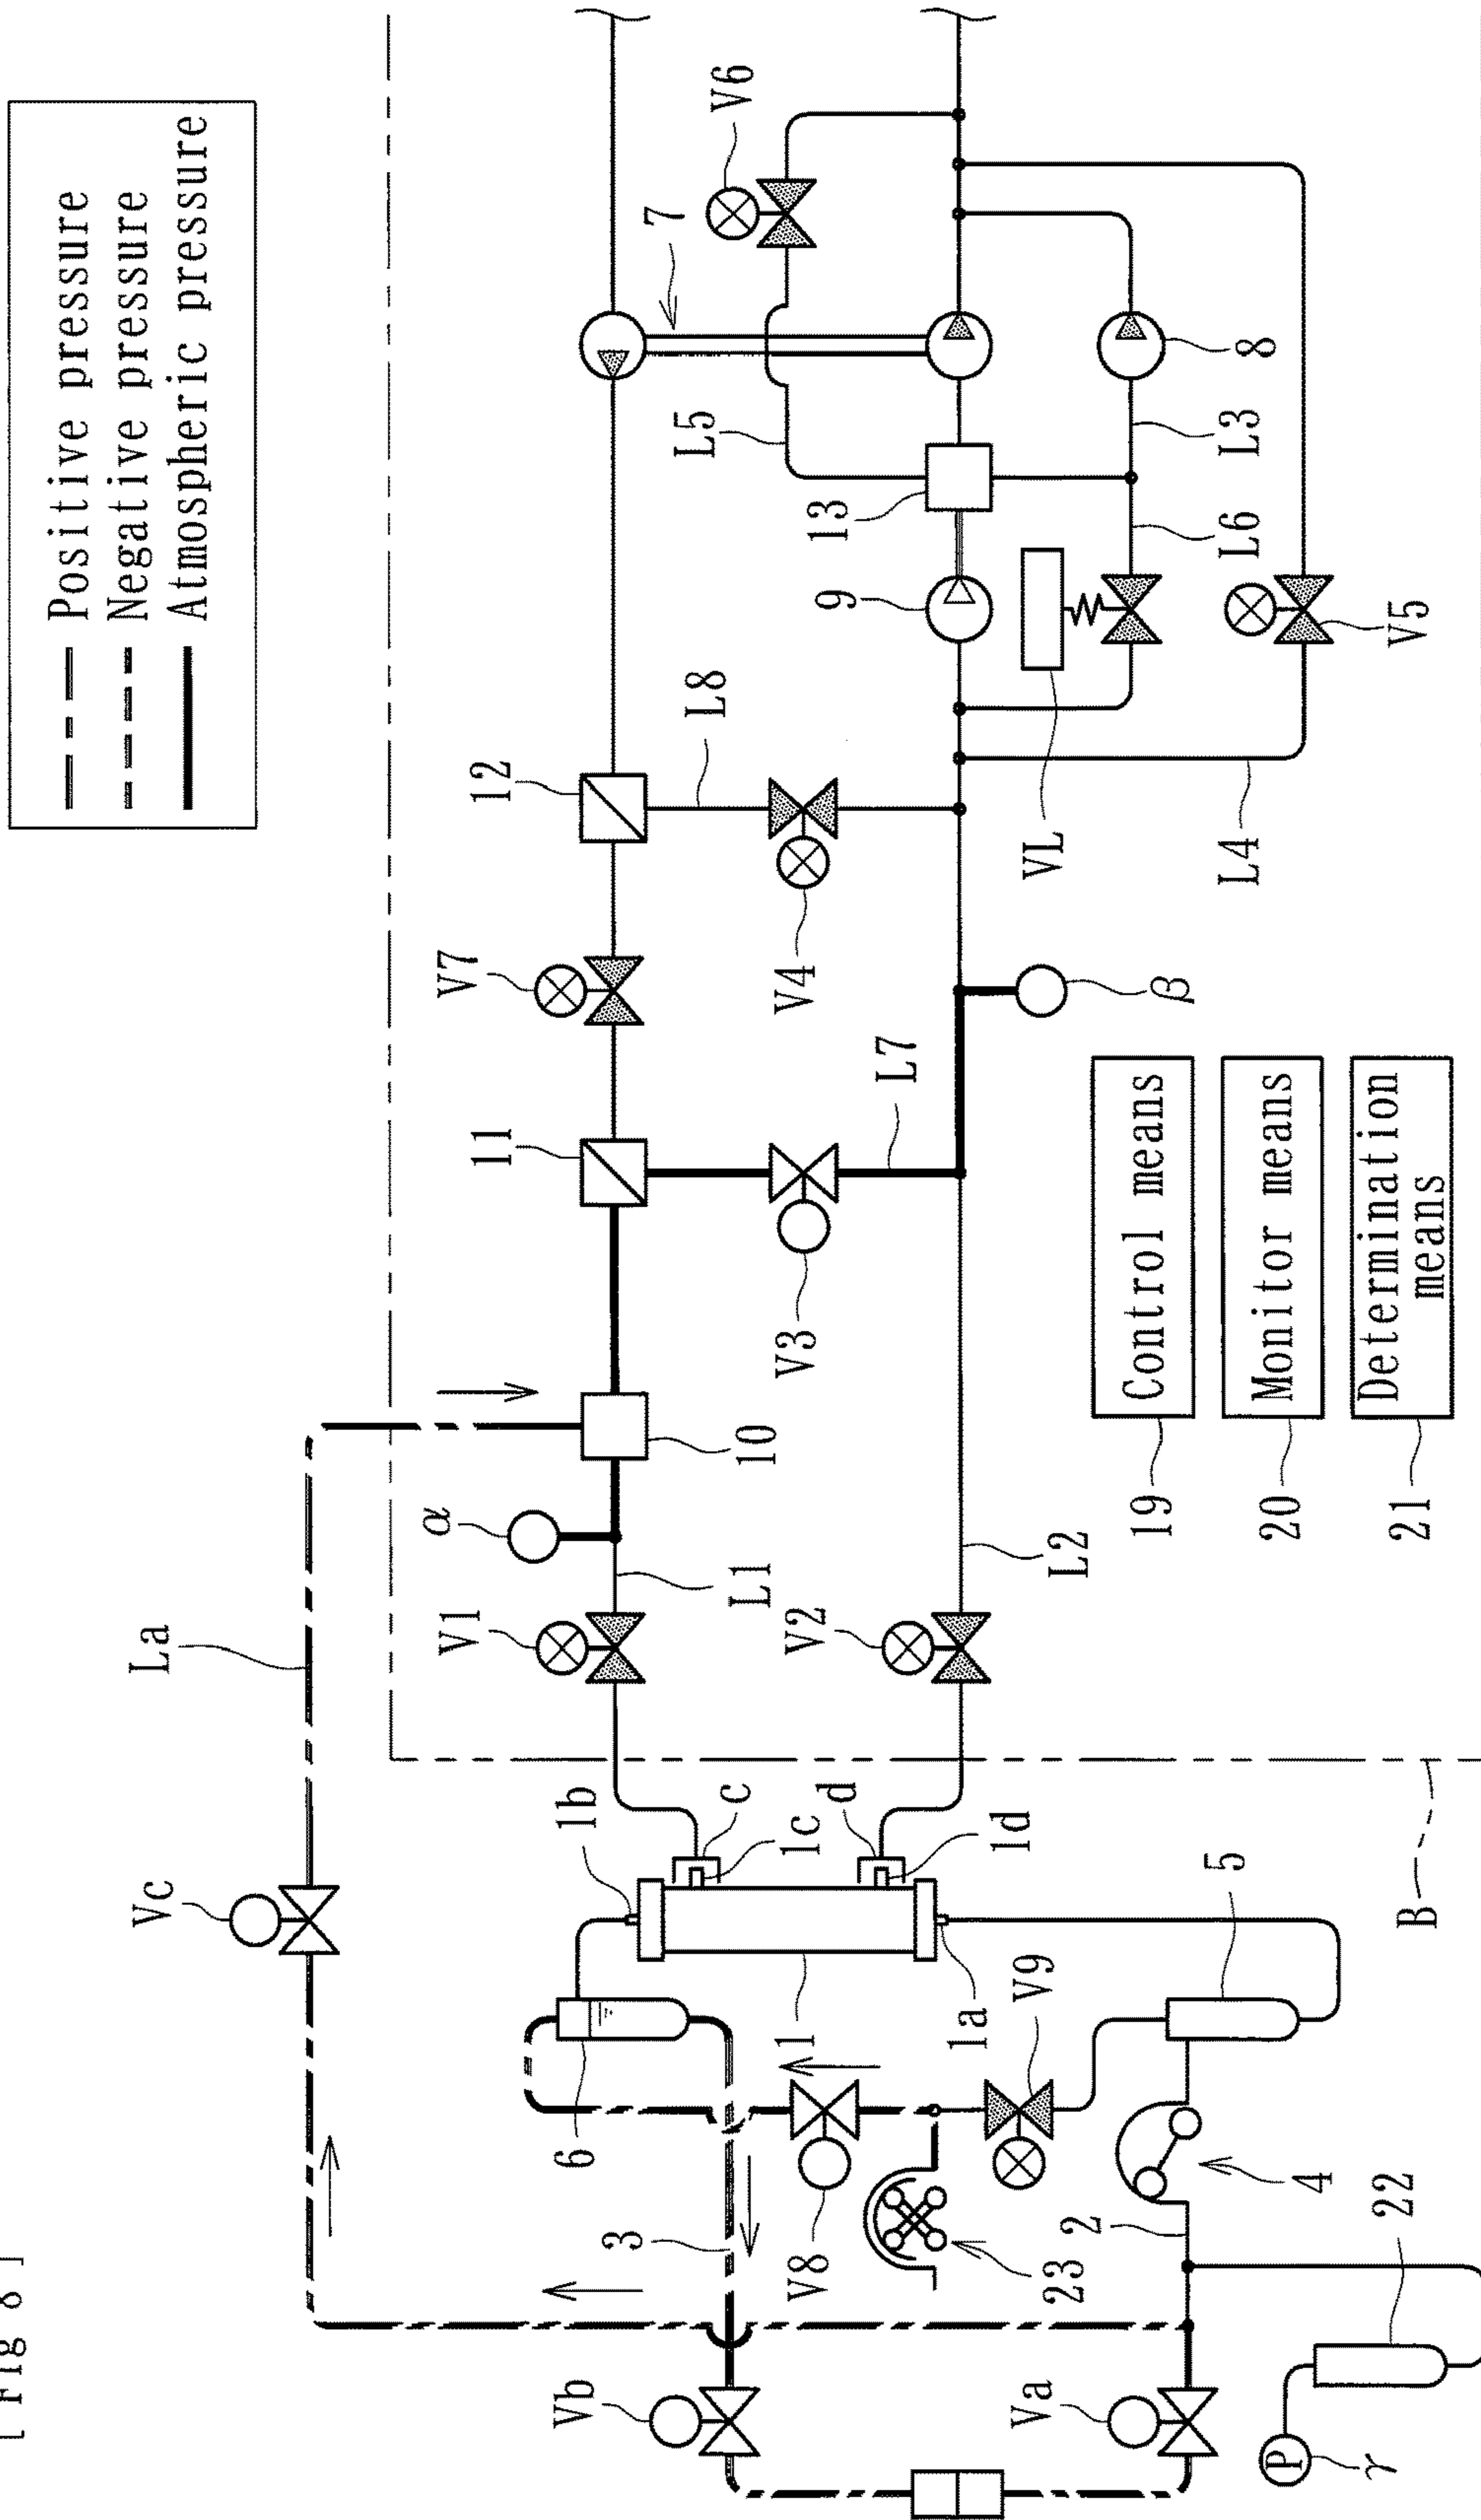 [ Fig 8 ]
Positive pressure
Negative pressure
Atmospheric pressure
La
Vc
V1
α
10
11
V7
12
L8
V4
L1
V3
L7
β
L5
7
V6
13
9
VL
L6
L3
8
L4
V5
V2
L2
1b
c
1c
d
1d
1
1a
6
V8
V9
5
3
23
2
4
22
Vb
Va
P
γ
B
19
Control means
20
Monitor means
21
Determination
means